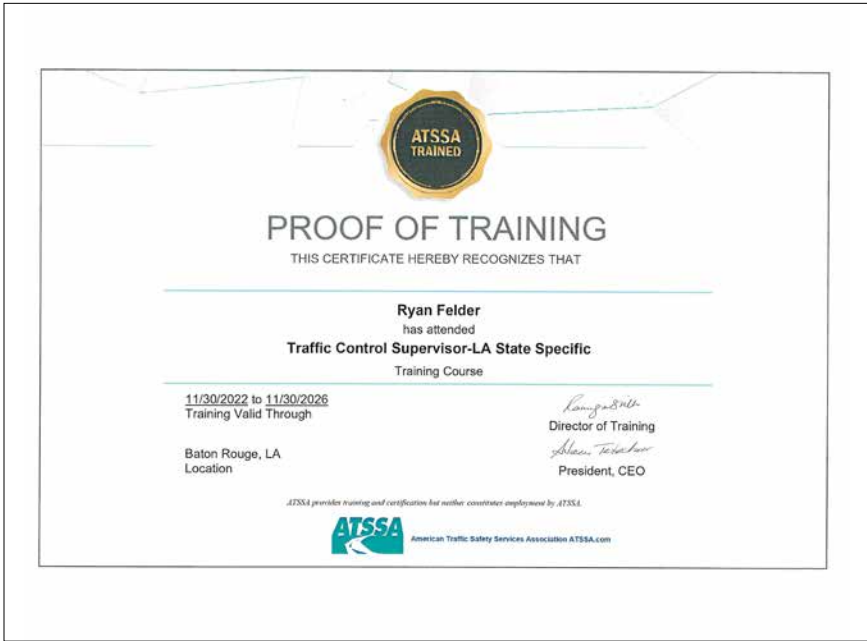 ATSSA
TRAINED
PROOF OF TRAINING
THIS CERTIFICATE HEREBY RECOGNIZES THAT
Ryan Felder
has attended
Traffic Control Supervisor-LA State Specific
Training Course
11/30/2022 to 11/30/2026
Training Valid Through
Director of Training
Baton Rouge, LA
Location
President, CEO
ATSSA provides training and certification but neither constitutes employment by ATSSA.
ATSSA
American Traffic Safety Services Association ATSSA.com